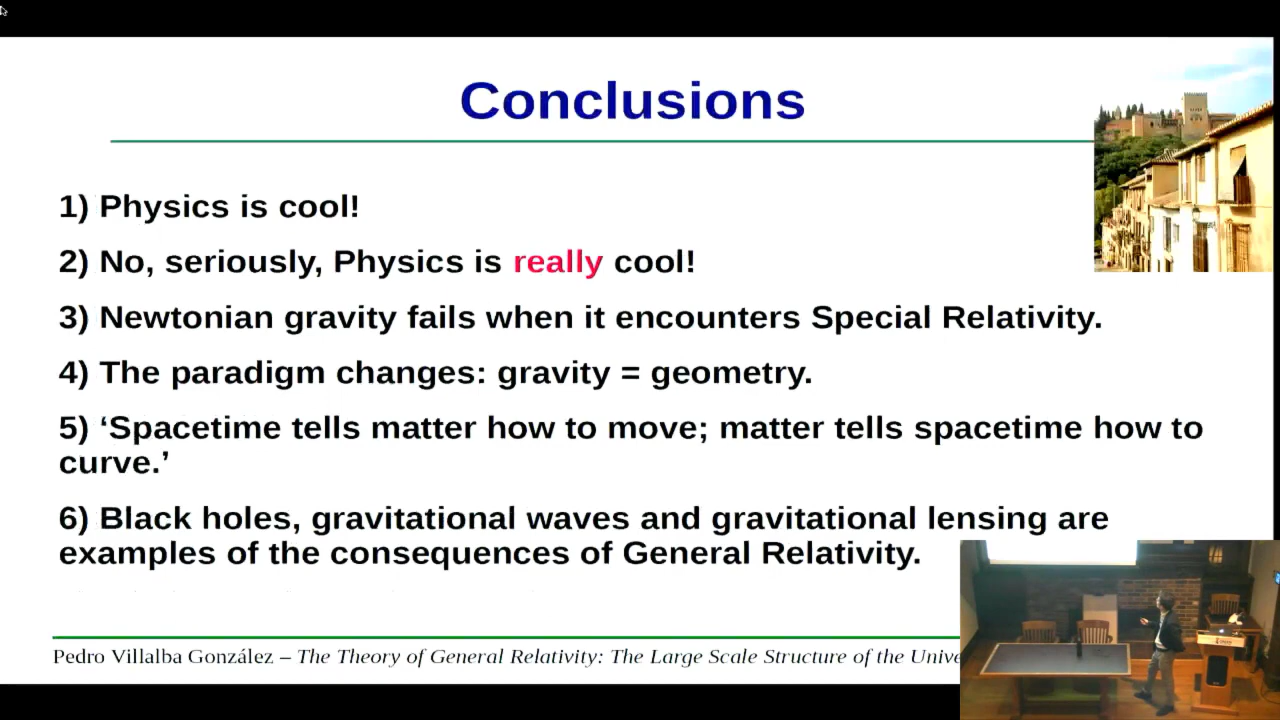 Conclusions
1) Physics is cool!
2) No, seriously, Physics is really cool!
3) Newtonian gravity fails when it encounters Special Relativity.
4) The paradigm changes: gravity = geometry.
5) ‘Spacetime tells matter how to move; matter tells spacetime how to
curve.’
6) Black holes, gravitational waves and gravitational lensing are
examples of the consequences of General Relativity.
Pedro Villalba González – The Theory of General Relativity: The Large Scale Structure of the Unive